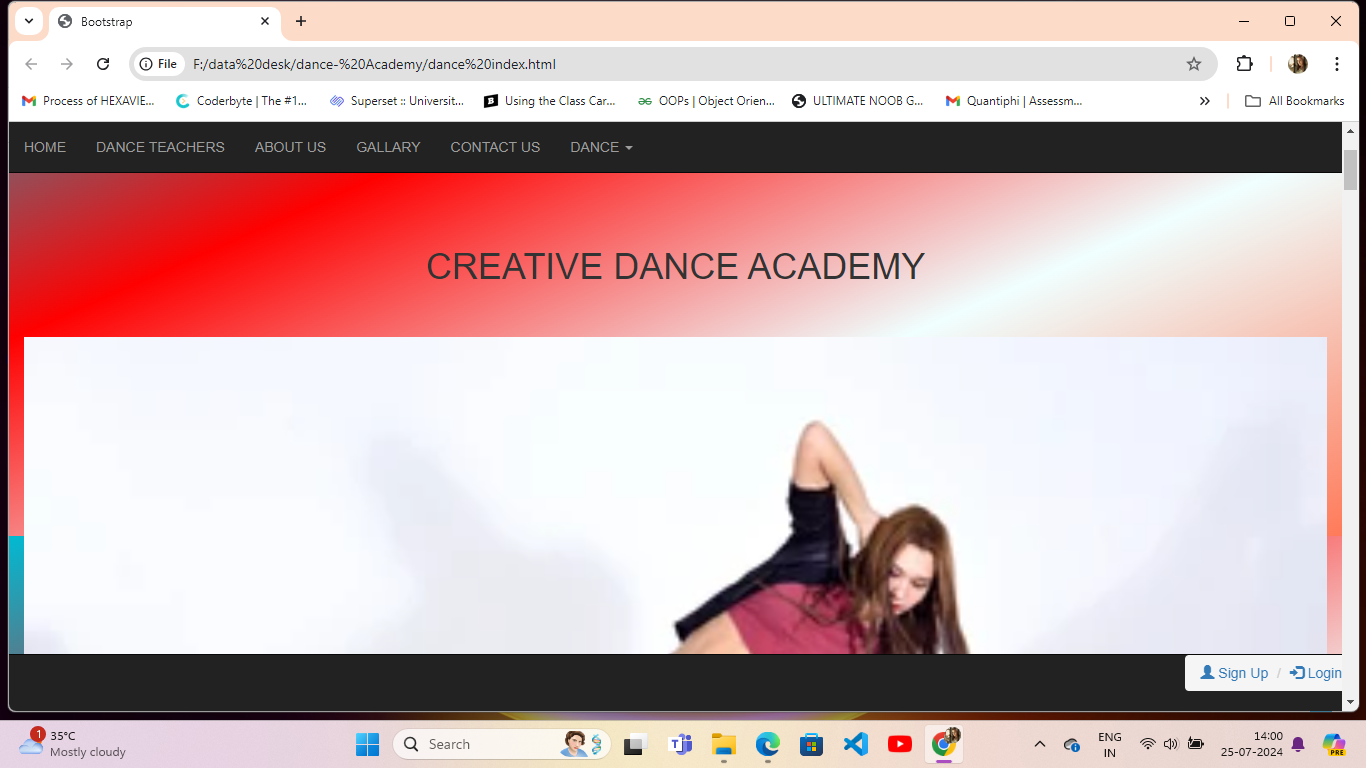 Bootstrap
File F:/data%20desk/dance-%20Academy/dance%20index.html
Process of HEXAVIE... Coderbyte | The #1... Superset :: Universit... Using the Class Car... OOPs | Object Orien... ULTIMATE NOOB G... Quantiphi | Assessm... » All Bookmarks
HOME DANCE TEACHERS ABOUT US GALLARY CONTACT US DANCE
CREATIVE DANCE ACADEMY
Sign Up / Login
1 35°C
Mostly cloudy
Search
ENG
IN
14:00
25-07-2024
PRE